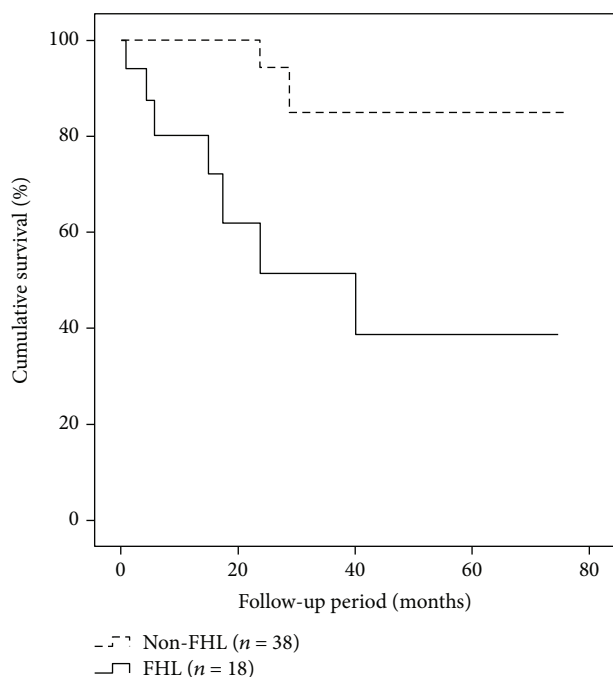 100
80
60
40
20
0
Cumulative survival (%)
0 20 40 60 80
Follow-up period (months)
Non-FHL (n = 38)
FHL (n = 18)